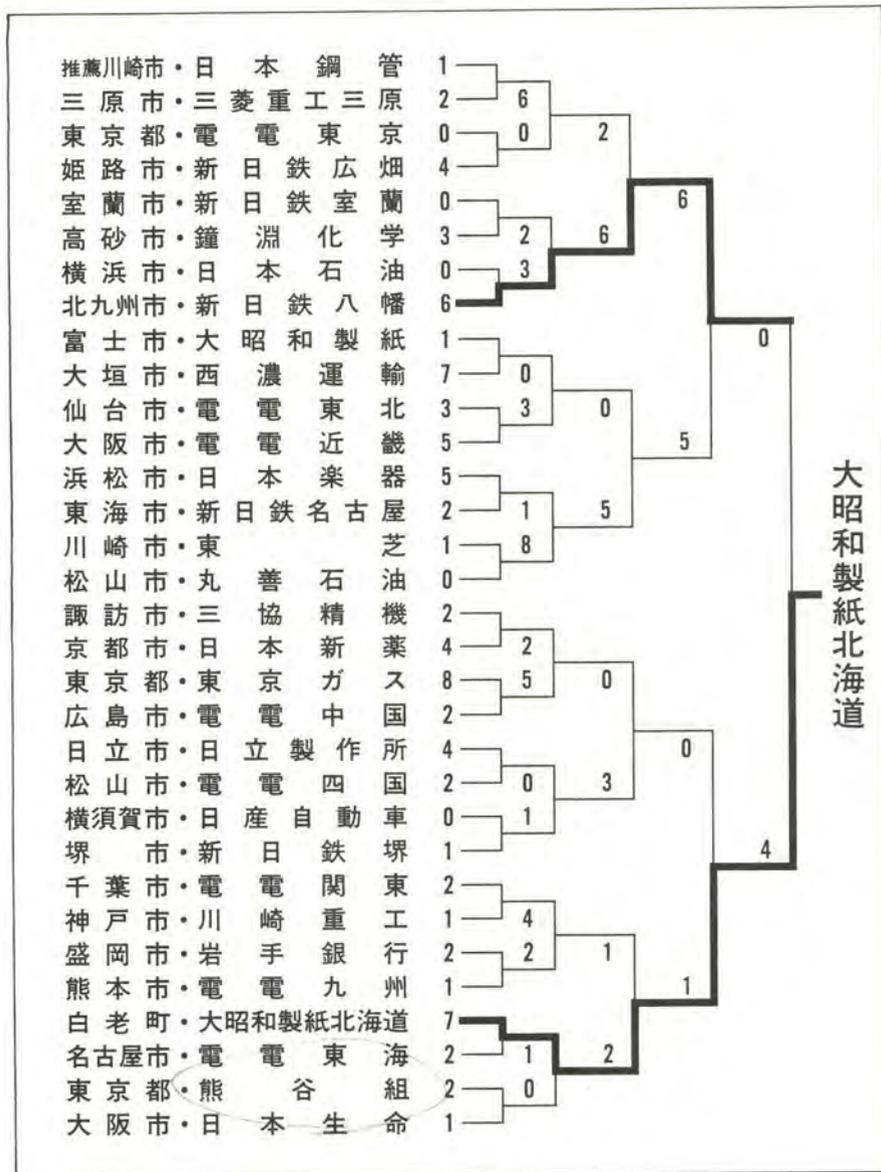 推薦川崎市・日本鋼管 1
三原市・三菱重工三原 2
東京都・電電東京 0
姫路市・新日鉄広畑 4
室蘭市・新日鉄室蘭 0
高砂市・鐘淵化学 3
横浜市・日本石油 0
北九州市・新日鉄八幡 6
富士市・大昭和製紙 1
大垣市・西濃運輸 7
仙台市・電電東北 3
大阪市・電電近畿 5
浜松市・日本楽器 5
東海市・新日鉄名古屋 2
川崎市・東芝 1
松山市・丸善石油 0
諏訪市・三協精機 2
京都市・日本新薬 4
東京都・東京ガス 8
広島市・電電中国 2
日立市・日立製作所 4
松山市・電電四国 2
横須賀市・日産自動車 0
堺市・新日鉄堺 1
千葉市・電電関東 2
神戸市・川崎重工 1
盛岡市・岩手銀行 2
熊本市・電電九州 1
白老町・大昭和製紙北海道 7
名古屋市・電電東海 2
東京都・熊谷組 2
大阪市・日本生命 1
6
0
2
3
0
3
1
8
2
5
0
1
4
2
1
0
2
6
0
5
0
3
1
2
6
5
0
1
0
4
大昭和製紙北海道